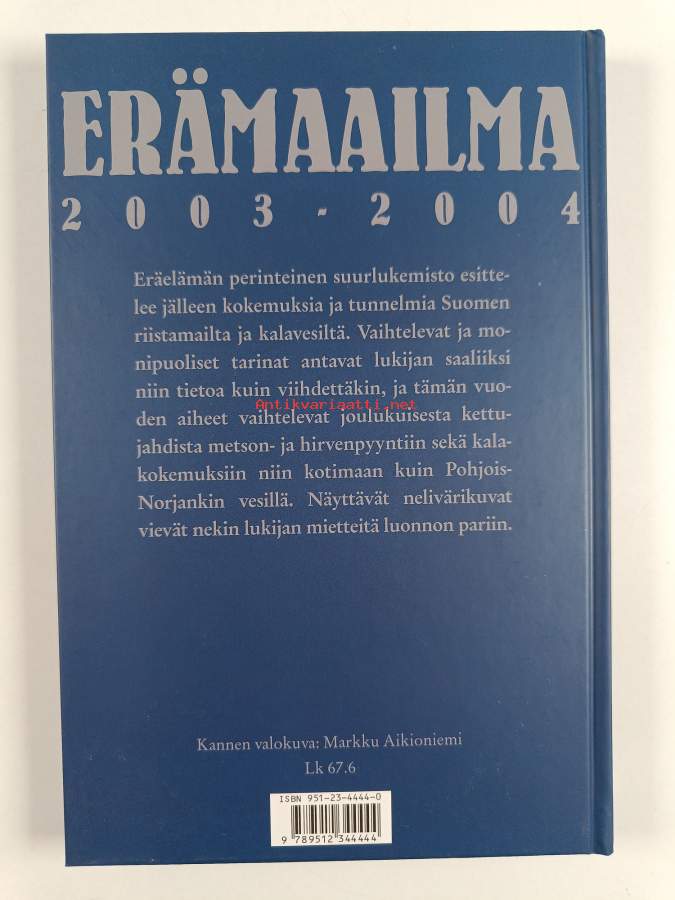 ERÄMAAILMA
2003-2004
Eräelämän perinteinen suurlukemisto esitte-
lee jälleen kokemuksia ja tunnelmia Suomen
riistamailta ja kalavesiltä. Vaihtelevat ja mo-
nipuoliset tarinat antavat lukijan saaliiksi
niin tietoa kuin viihdettäkin, ja tämän vuo-
Antikvariaatti.net
den aiheet vaihtelevat joulukuisesta kettu-
jahdista metson- ja hirvenpyyntiin sekä kala-
kokemuksiin niin kotimaan kuin Pohjois-
Norjankin vesillä. Näyttävät nelivärikuvat
vievät nekin lukijan mietteitä luonnon pariin.
Kannen valokuva: Markku Aikioniemi
Lk 67.6
ISBN 951-23-4444-0
9 789512 344444